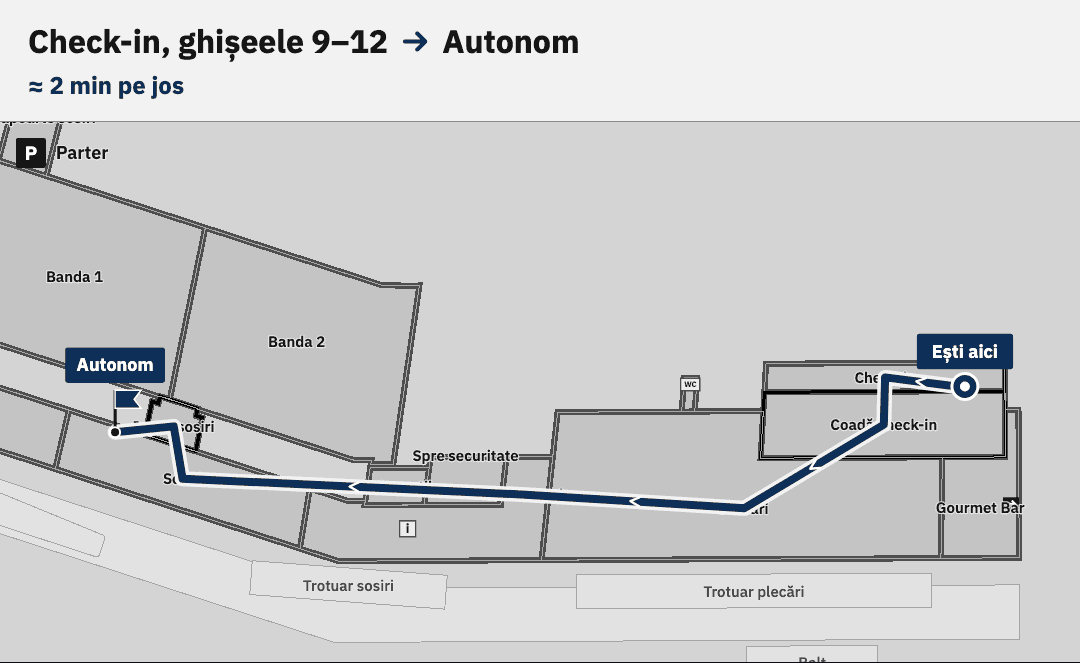 Check-in, ghișeele 9–12 → Autonom
≈ 2 min pe jos
P Parter
Banda 1
Banda 2
Autonom
Ești aici
WC
sosiri
Coadă
check-in
Spre securitate
Gourmet Bar
i
Trotuar sosiri
Trotuar plecări
Bolt